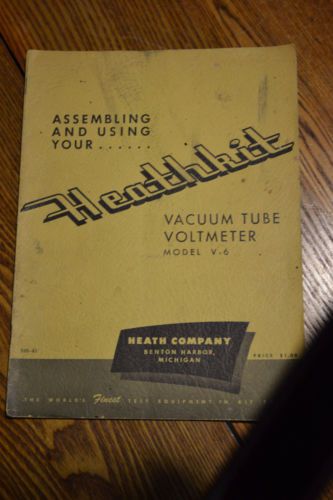 ASSEMBLING
AND USING
YOUR......
Heathkit
VACUUM TUBE
VOLTMETER
MODEL V-6
HEATH COMPANY
BENTON HARBOR,
MICHIGAN
PRICE $1.00
THE WORLD'S Finest TEST EQUIPMENT IN KIT